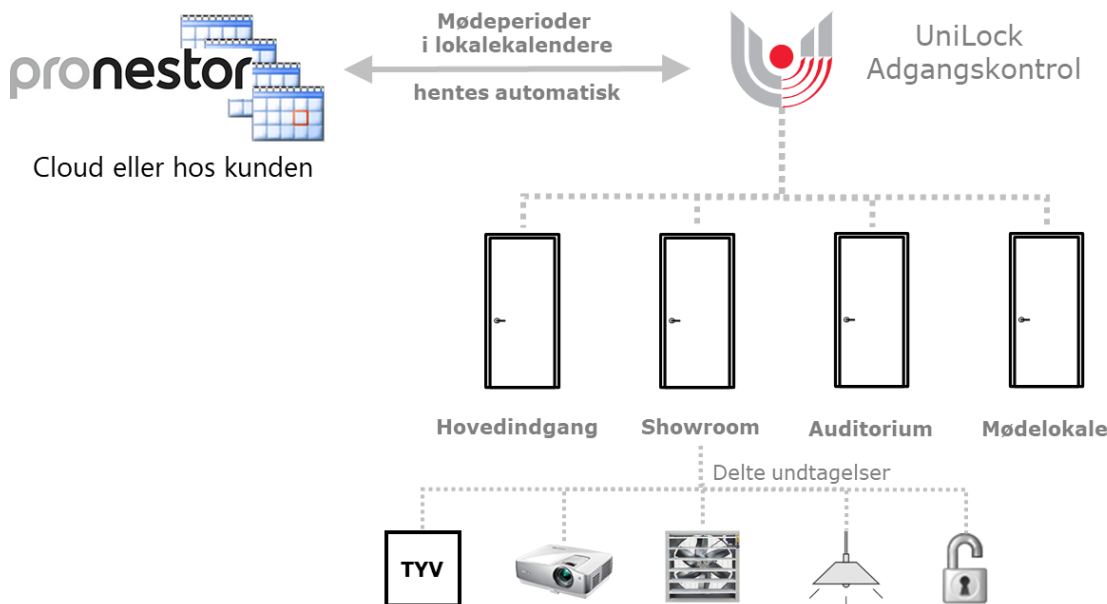 pronestor
Cloud eller hos kunden
Mødeperioder
i lokalekalendere
hentes automatisk
UniLock
Adgangskontrol
Hovedindgang
Showroom
Auditorium
Mødelokale
Delte undtagelser
TYV